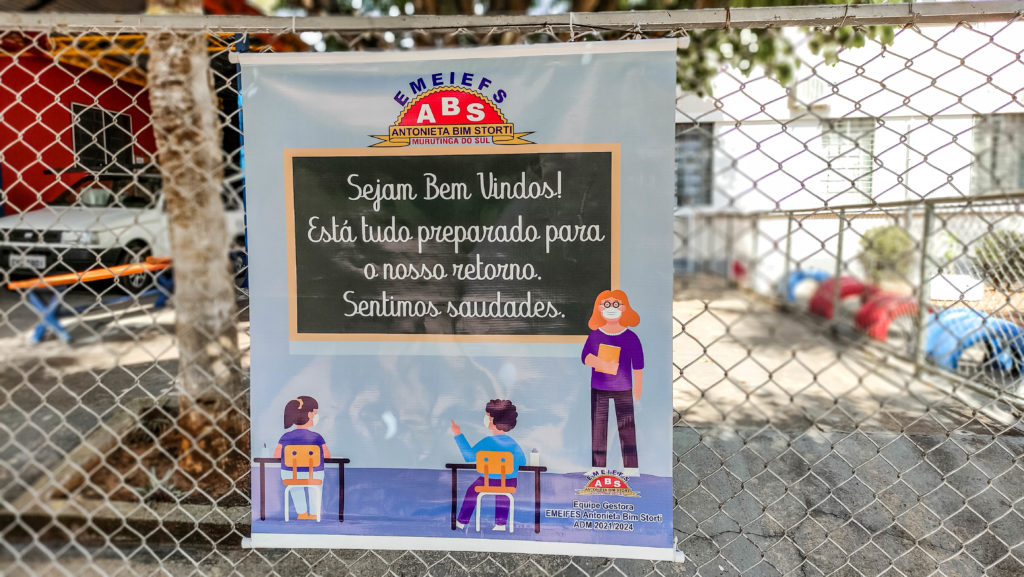 EMEIEFS
ABS
ANTONIETA BIM STORTI
MURUTINGA DO SUL
Sejam Bem Vindos!
Está tudo preparado para
o nosso retorno.
Sentimos saudades.
EMEIEFS
ABS
Equipe Gestora
EMEIFES Antonieta Bim Storti
ADM 2021/2024